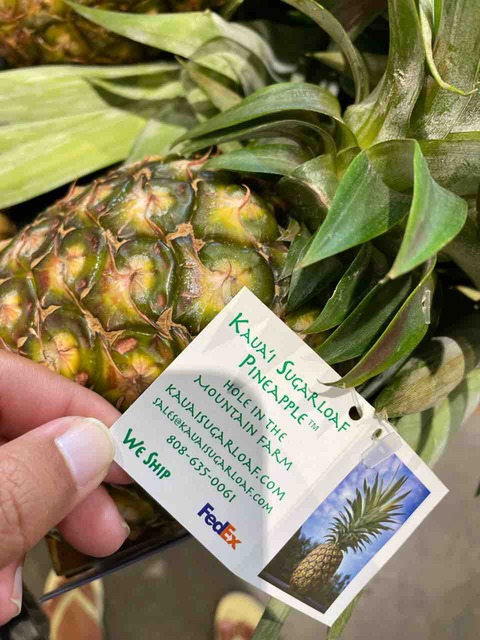 KAUA'I SUGARLOAF
PINEAPPLE™
HOLE IN THE
MOUNTAIN FARM
KAUAISUGARLOAF.COM
SALES@KAUAISUGARLOAF.COM
808-635-0061
WE SHIP
FedEx